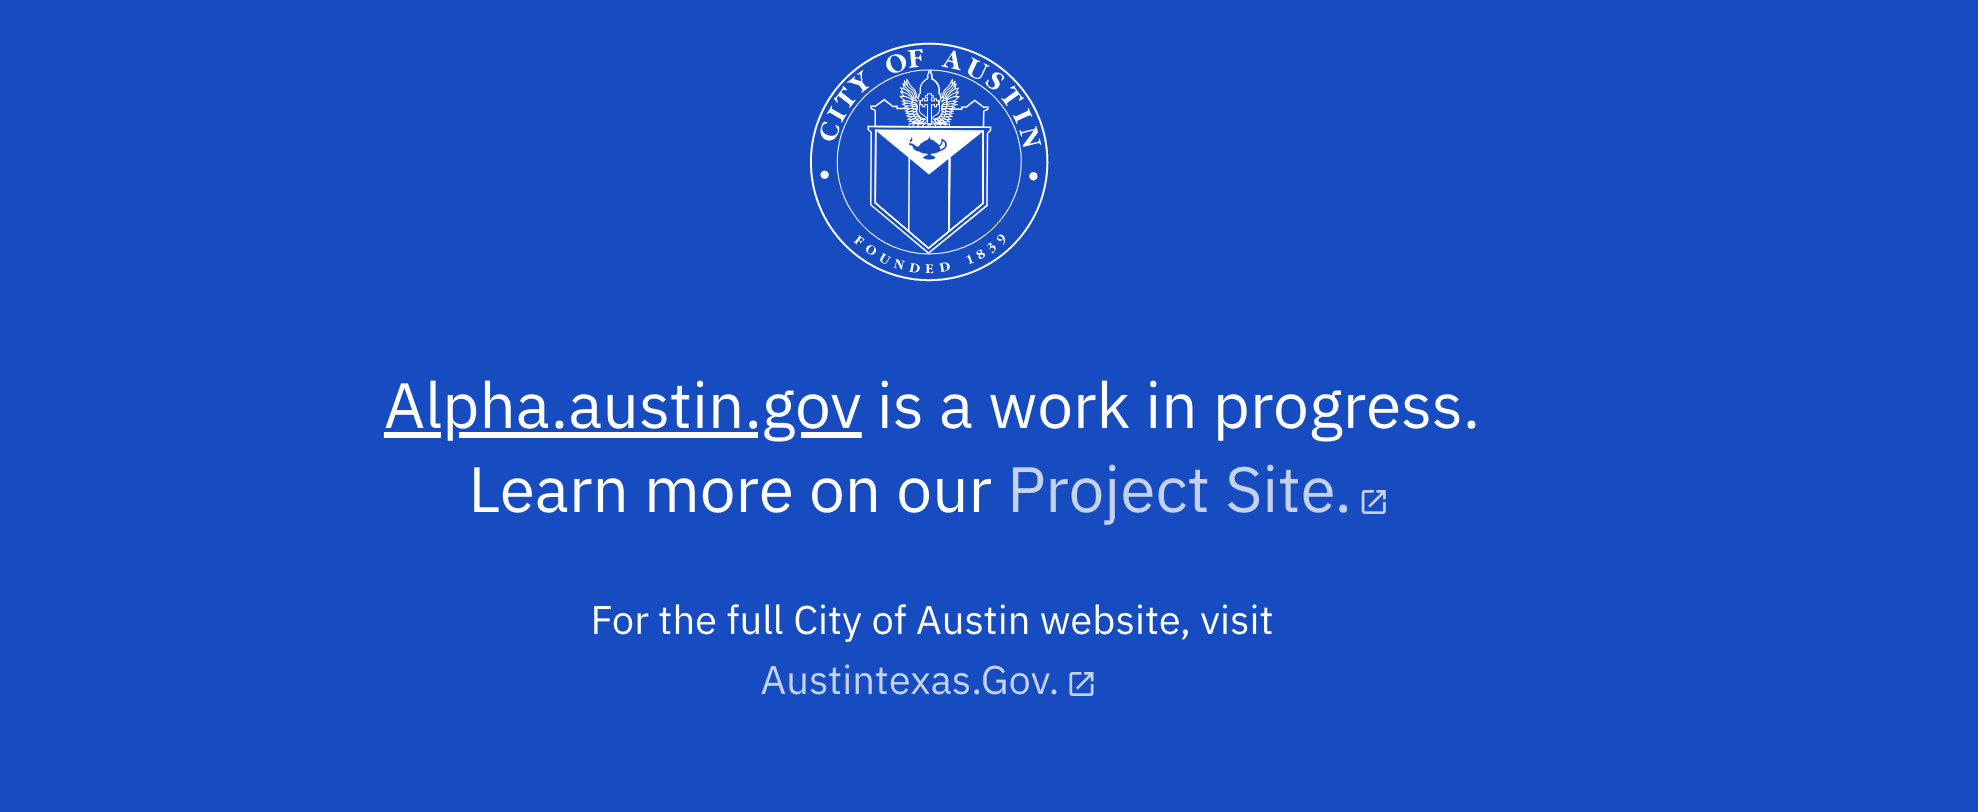 CITY OF AUSTIN
FOUNDED 1839
Alpha.austin.gov is a work in progress.
Learn more on our Project Site.
For the full City of Austin website, visit
Austintexas.Gov.